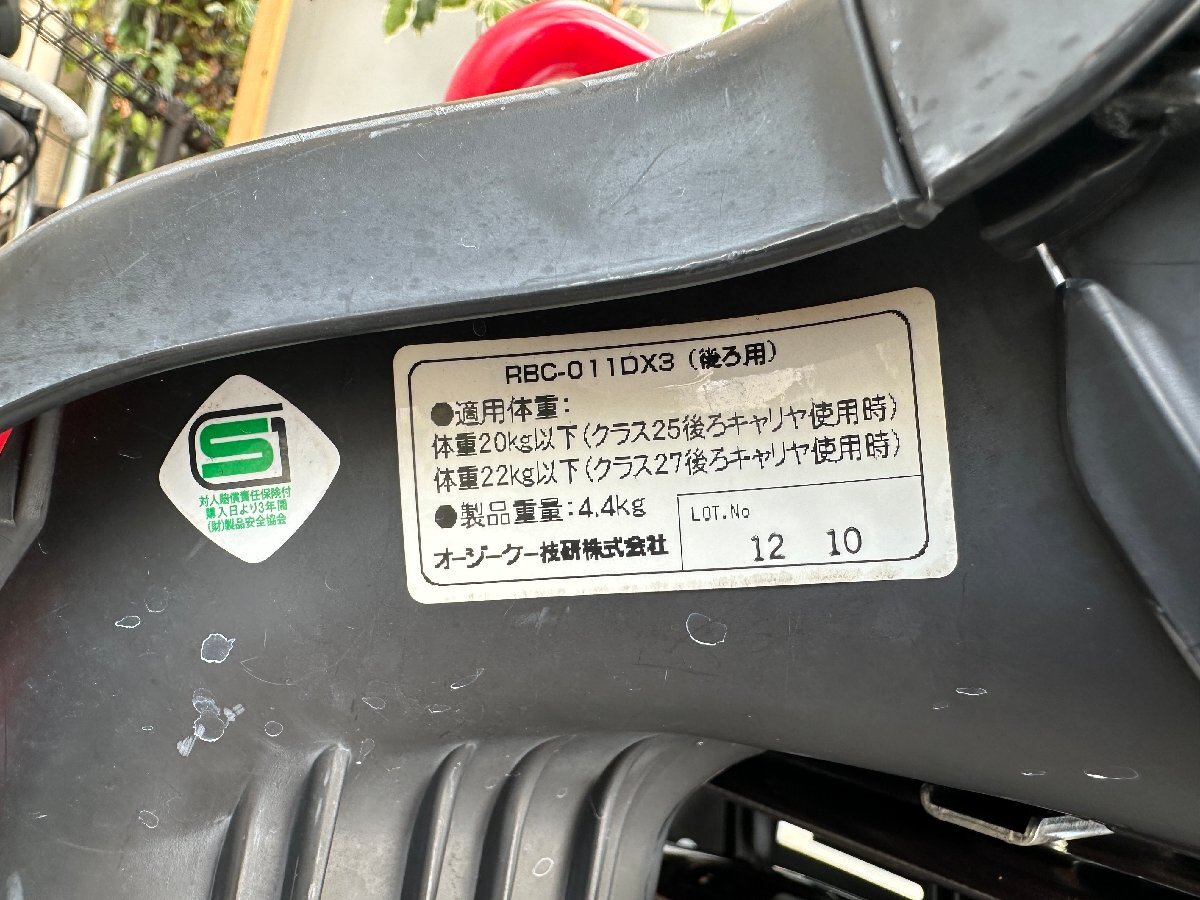 RBC-011DX3 (後ろ用)
●適用体重:
体重20kg以下(クラス25後ろキャリヤ使用時)
体重22kg以下(クラス27後ろキャリヤ使用時)
●製品重量:4.4kg
オージーケー技研株式会社
LOT.No
12 10
SG
対人賠償責任保険付
購入日より3年間
(財)製品安全協会